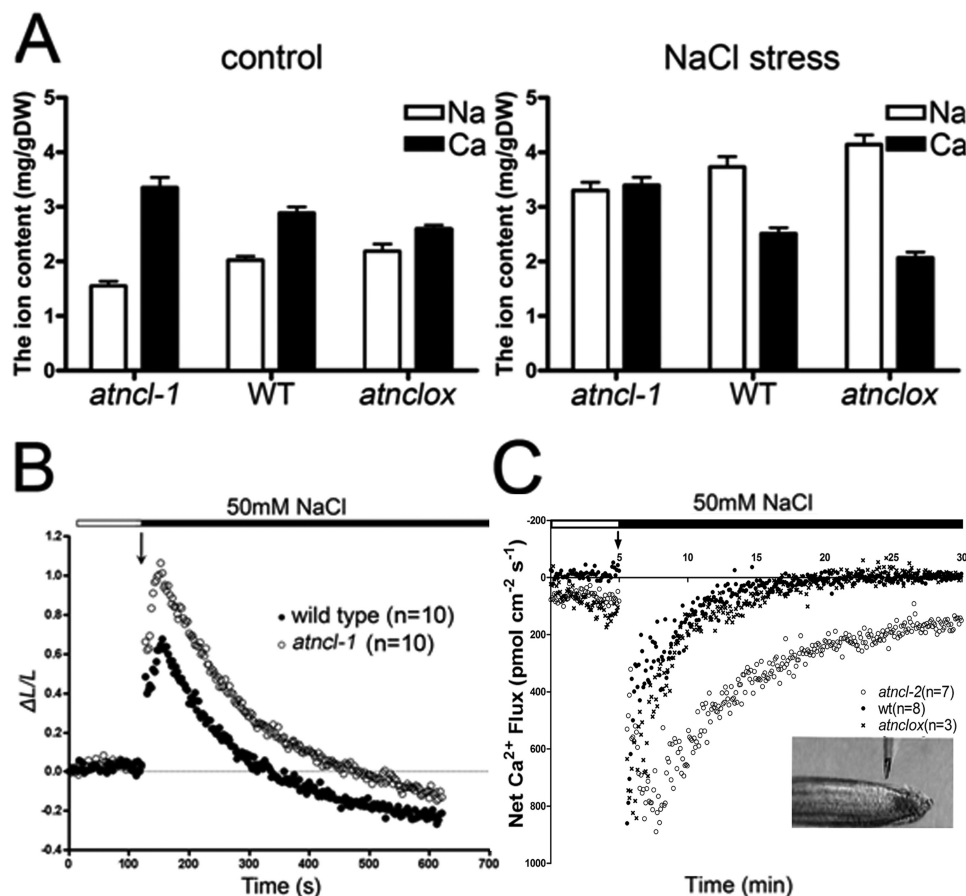 A
control
NaCl stress
The ion content (mg/gDW)
5
4
3
2
1
0
Na
Ca
atncl-1 WT atnclox
The ion content (mg/gDW)
5
4
3
2
1
0
Na
Ca
atncl-1 WT atnclox
B
50mM NaCl
ΔL/L
1.2
1.0
0.8
0.6
0.4
0.2
0.0
-0.2
-0.4
wild type (n=10)
atncl-1 (n=10)
0 100 200 300 400 500 600 700
Time (s)
C
50mM NaCl
Net Ca²⁺ Flux (pmol cm⁻² s⁻¹)
-200
0
200
400
600
800
1000
5 10 15 20 25 30
atncl-2(n=7)
wt(n=8)
atnclox(n=3)
Time (min)